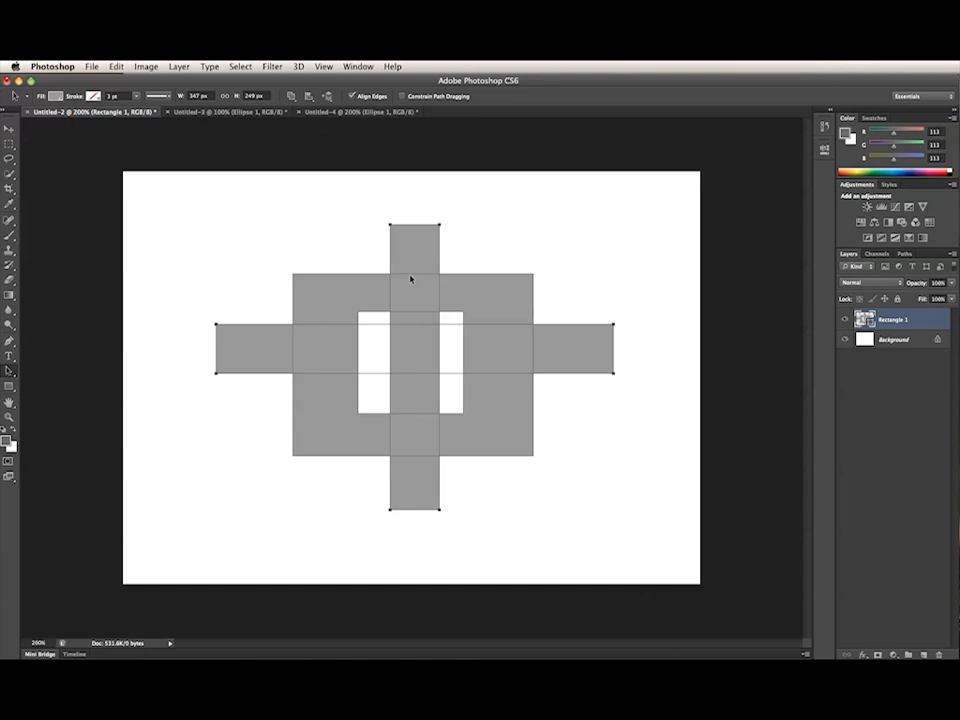 Photoshop File Edit Image Layer Type Select Filter 3D View Window Help
Adobe Photoshop CS6
Fill: Stroke: 3 pt W: 347 px H: 249 px Align Edges Constrain Path Dragging Essentials
Untitled-2 @ 200% (Rectangle 1, RGB/8) * Untitled-3 @ 100% (Ellipse 1, RGB/8) * Untitled-4 @ 200% (Ellipse 1, RGB/8) *
Color Swatches
R 113
G 113
B 113
Adjustments Styles
Add an adjustment
Layers Channels Paths
Kind
Normal Opacity: 100%
Lock: Fill: 100%
Rectangle 1
Background
200% Doc: 531.6K/0 bytes
Mini Bridge Timeline